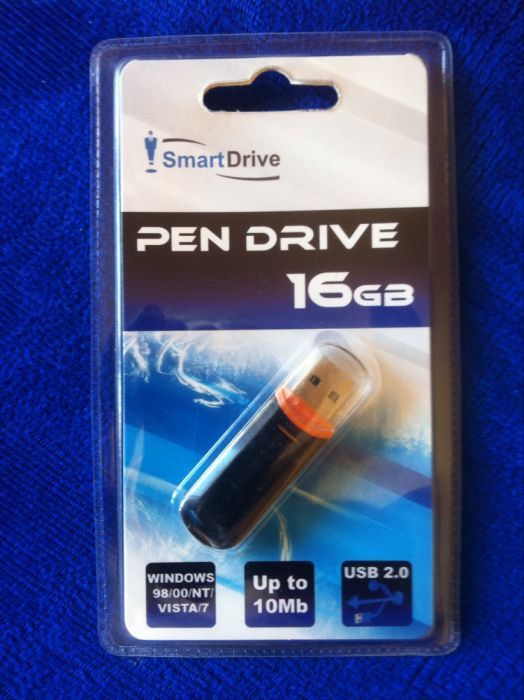 SmartDrive
PEN DRIVE
16GB
WINDOWS
98/00/NT/
VISTA/7
Up to
10Mb
USB 2.0